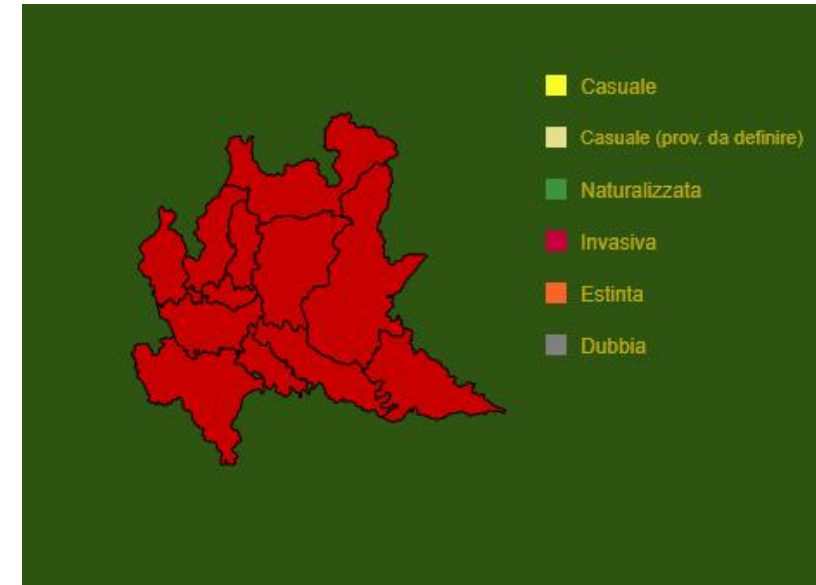 Casuale
Casuale (prov. da definire)
Naturalizzata
Invasiva
Estinta
Dubbia